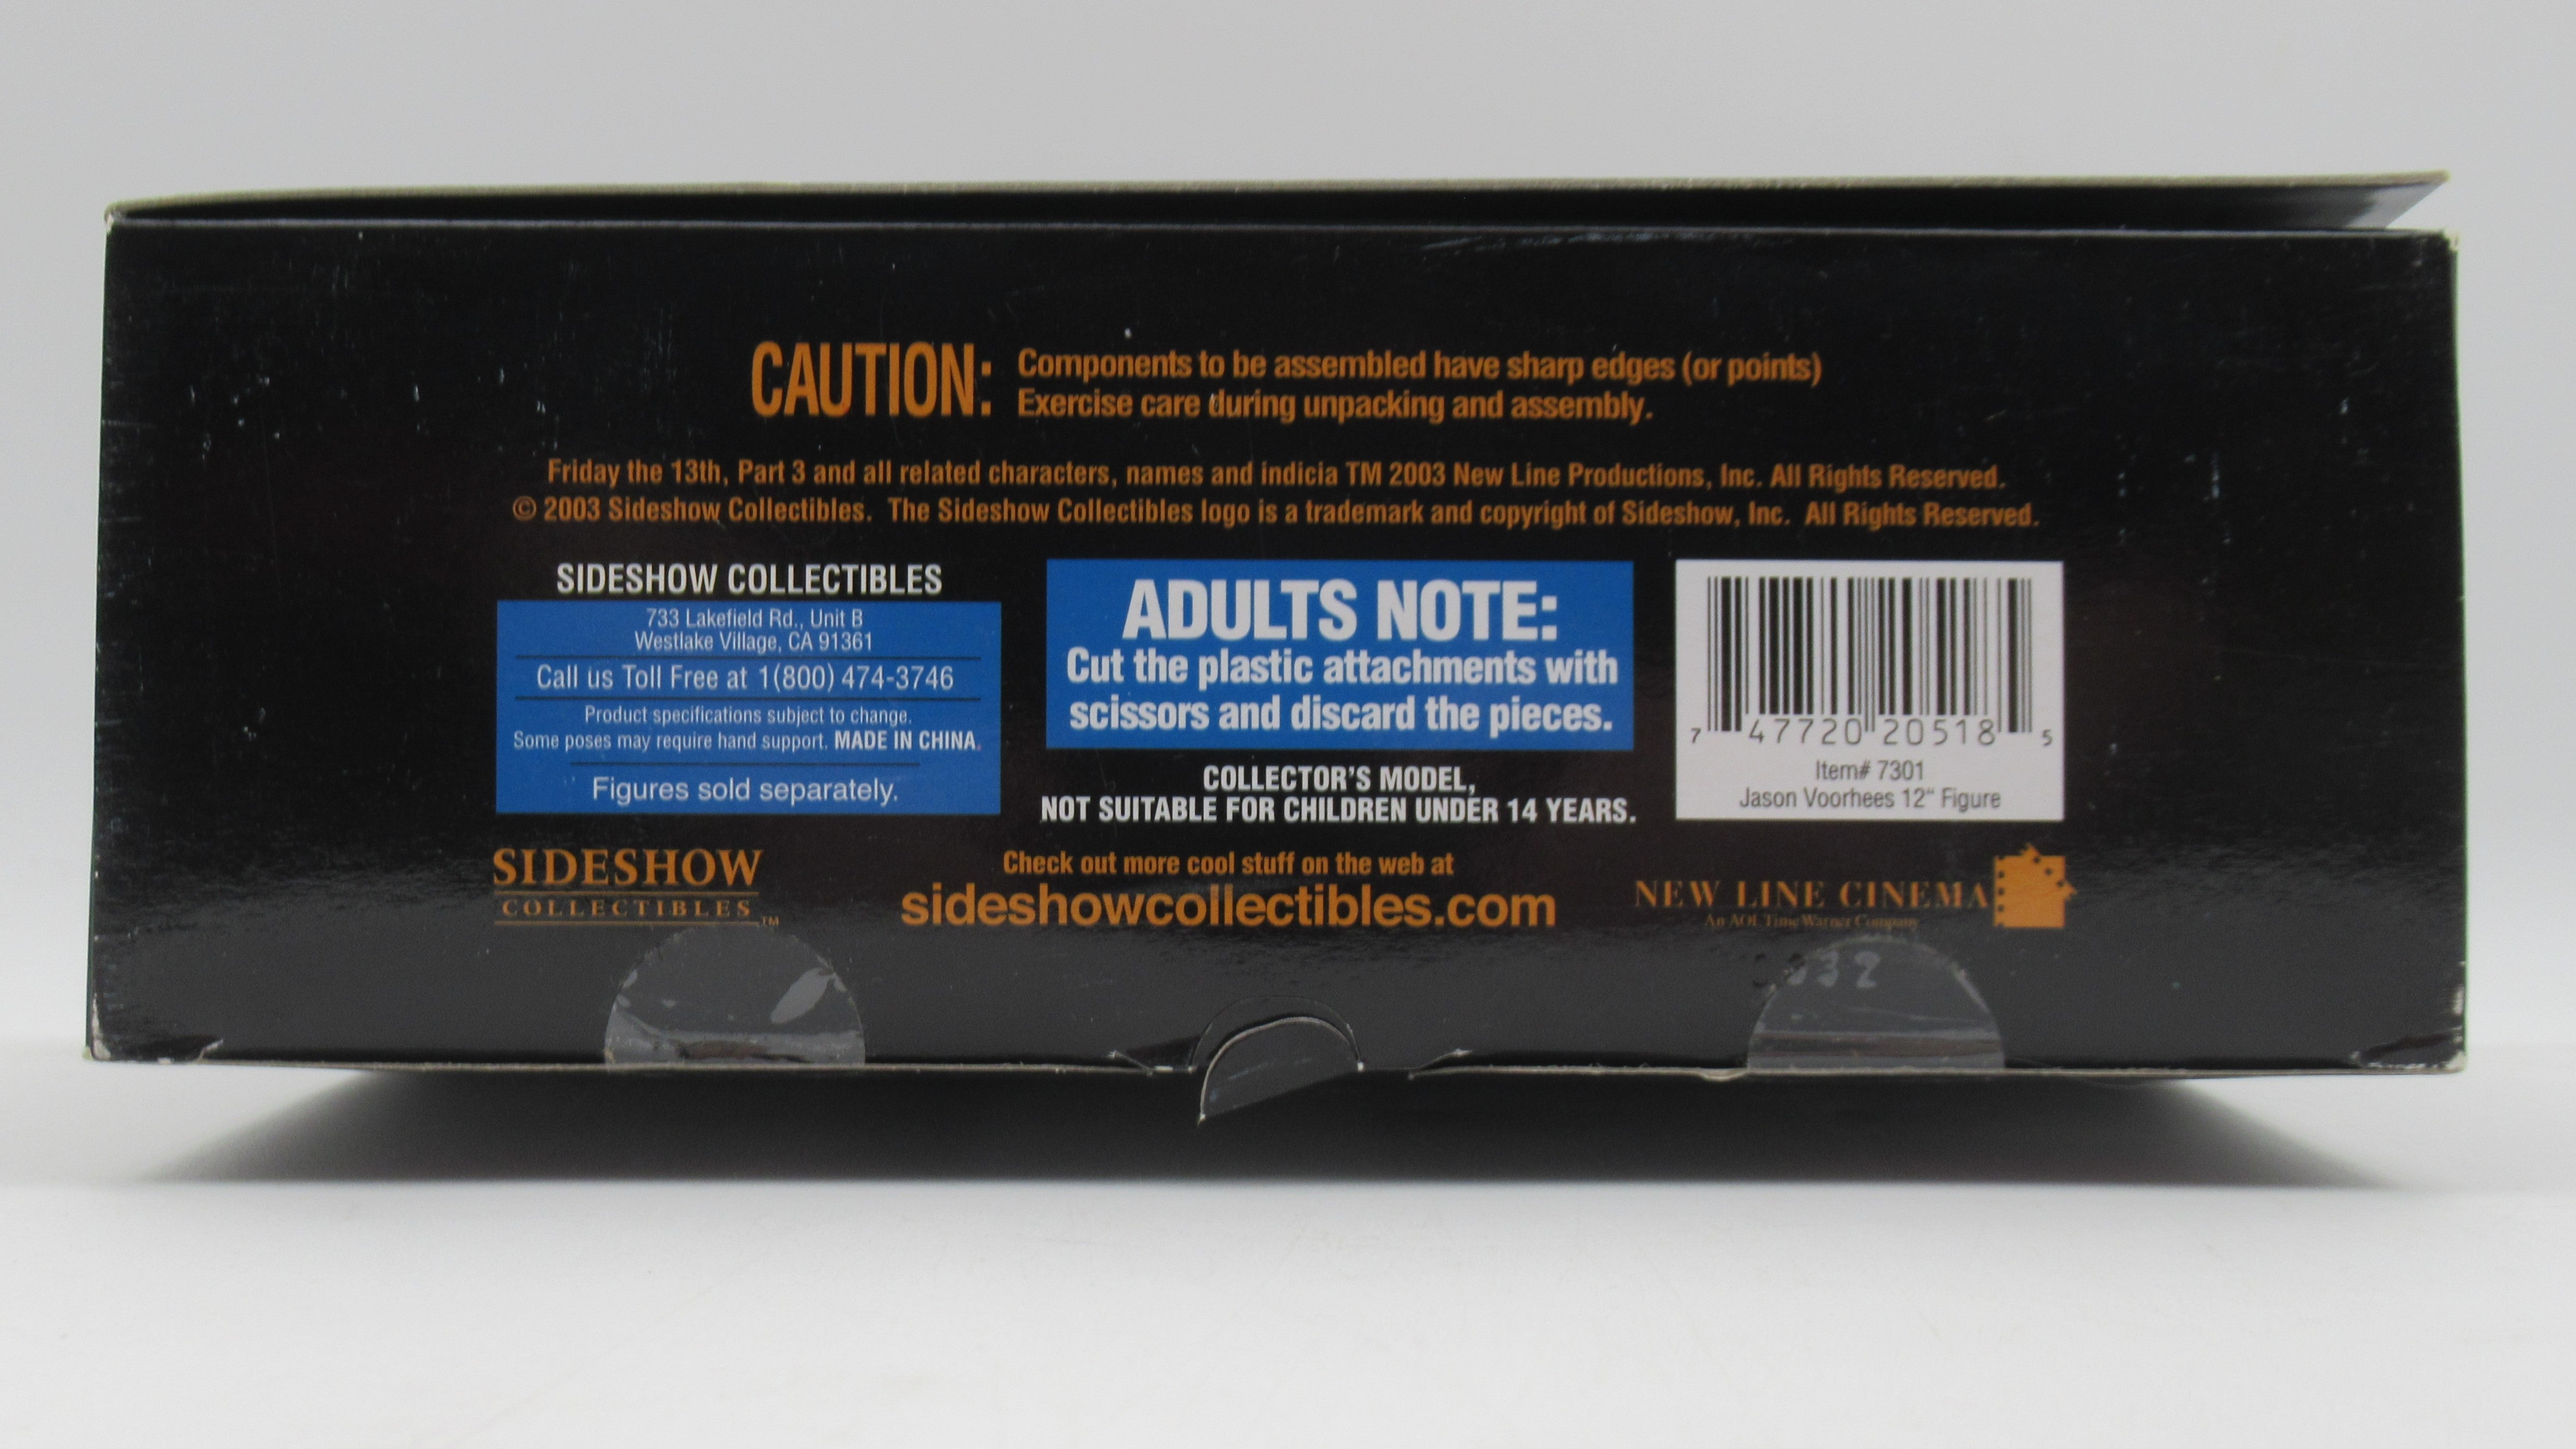 CAUTION: Components to be assembled have sharp edges (or points)
Exercise care during unpacking and assembly.
Friday the 13th, Part 3 and all related characters, names and indicia TM 2003 New Line Productions, Inc. All Rights Reserved.
© 2003 Sideshow Collectibles. The Sideshow Collectibles logo is a trademark and copyright of Sideshow, Inc. All Rights Reserved.
SIDESHOW COLLECTIBLES
733 Lakefield Rd., Unit B
Westlake Village, CA 91361
Call us Toll Free at 1(800) 474-3746
Product specifications subject to change.
Some poses may require hand support. MADE IN CHINA.
Figures sold separately.
ADULTS NOTE:
Cut the plastic attachments with
scissors and discard the pieces.
COLLECTOR'S MODEL,
NOT SUITABLE FOR CHILDREN UNDER 14 YEARS.
7 47720 20518 5
Item# 7301
Jason Voorhees 12" Figure
SIDESHOW
COLLECTIBLES TM
Check out more cool stuff on the web at
sideshowcollectibles.com
NEW LINE CINEMA
An AOL Time Warner Company